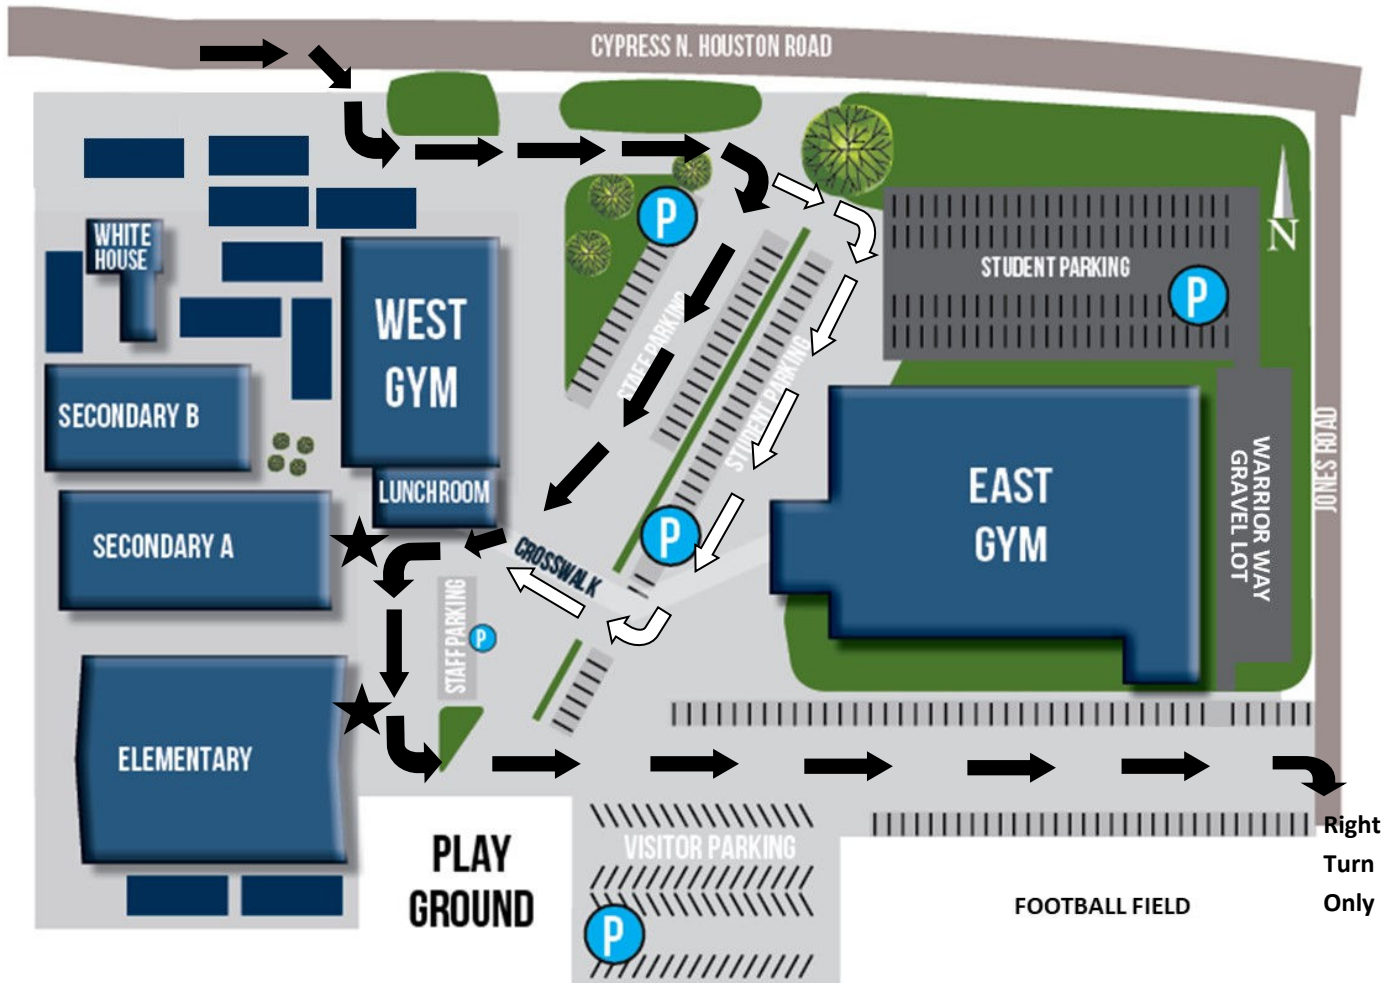 CYPRESS N. HOUSTON ROAD
P
WHITE
HOUSE
N
STUDENT PARKING
P
WEST
GYM
STAFF PARKING
STUDENT PARKING
SECONDARY B
JONES ROAD
WARRIOR WAY
GRAVEL LOT
LUNCHROOM
EAST
GYM
P
SECONDARY A
CROSSWALK
STAFF PARKING
P
ELEMENTARY
PLAY
GROUND
VISITOR PARKING
P
FOOTBALL FIELD
Right
Turn
Only